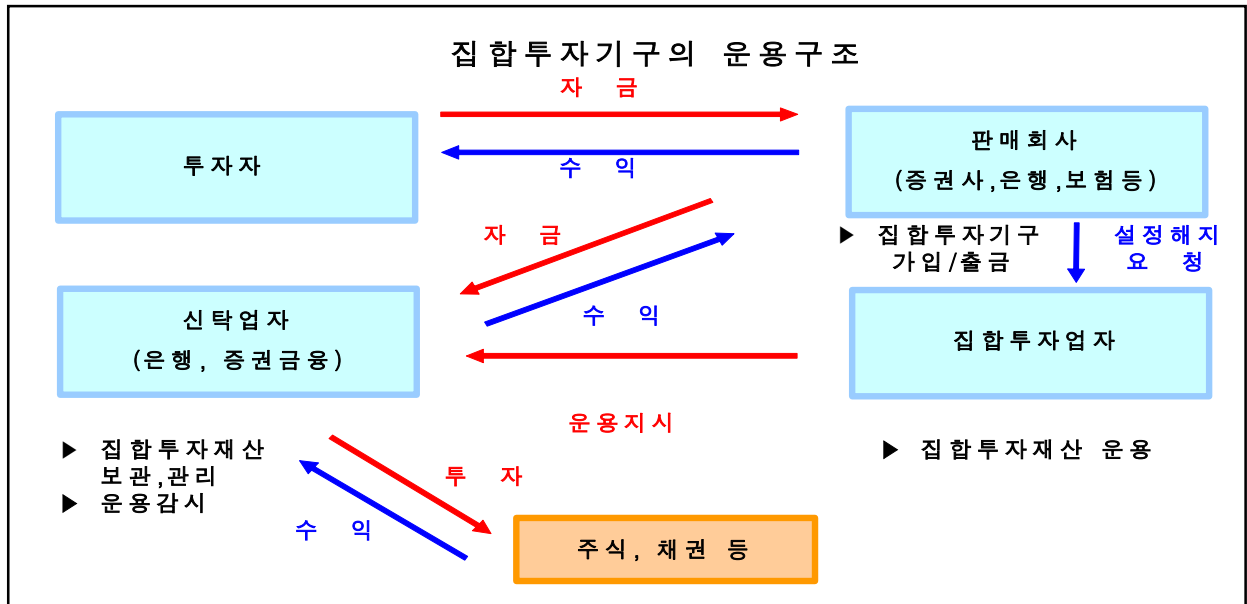 집합투자기구의 운용구조
자 금
투자자
수 익
판매회사
(증권사,은행,보험등)
자 금
▶ 집합투자기구
가입/출금
설정해지
요 청
신탁업자
(은행, 증권금융)
수 익
집합투자업자
운용지시
▶ 집합투자재산
보관,관리
▶ 운용감시
▶ 집합투자재산 운용
투 자
수 익
주식, 채권 등